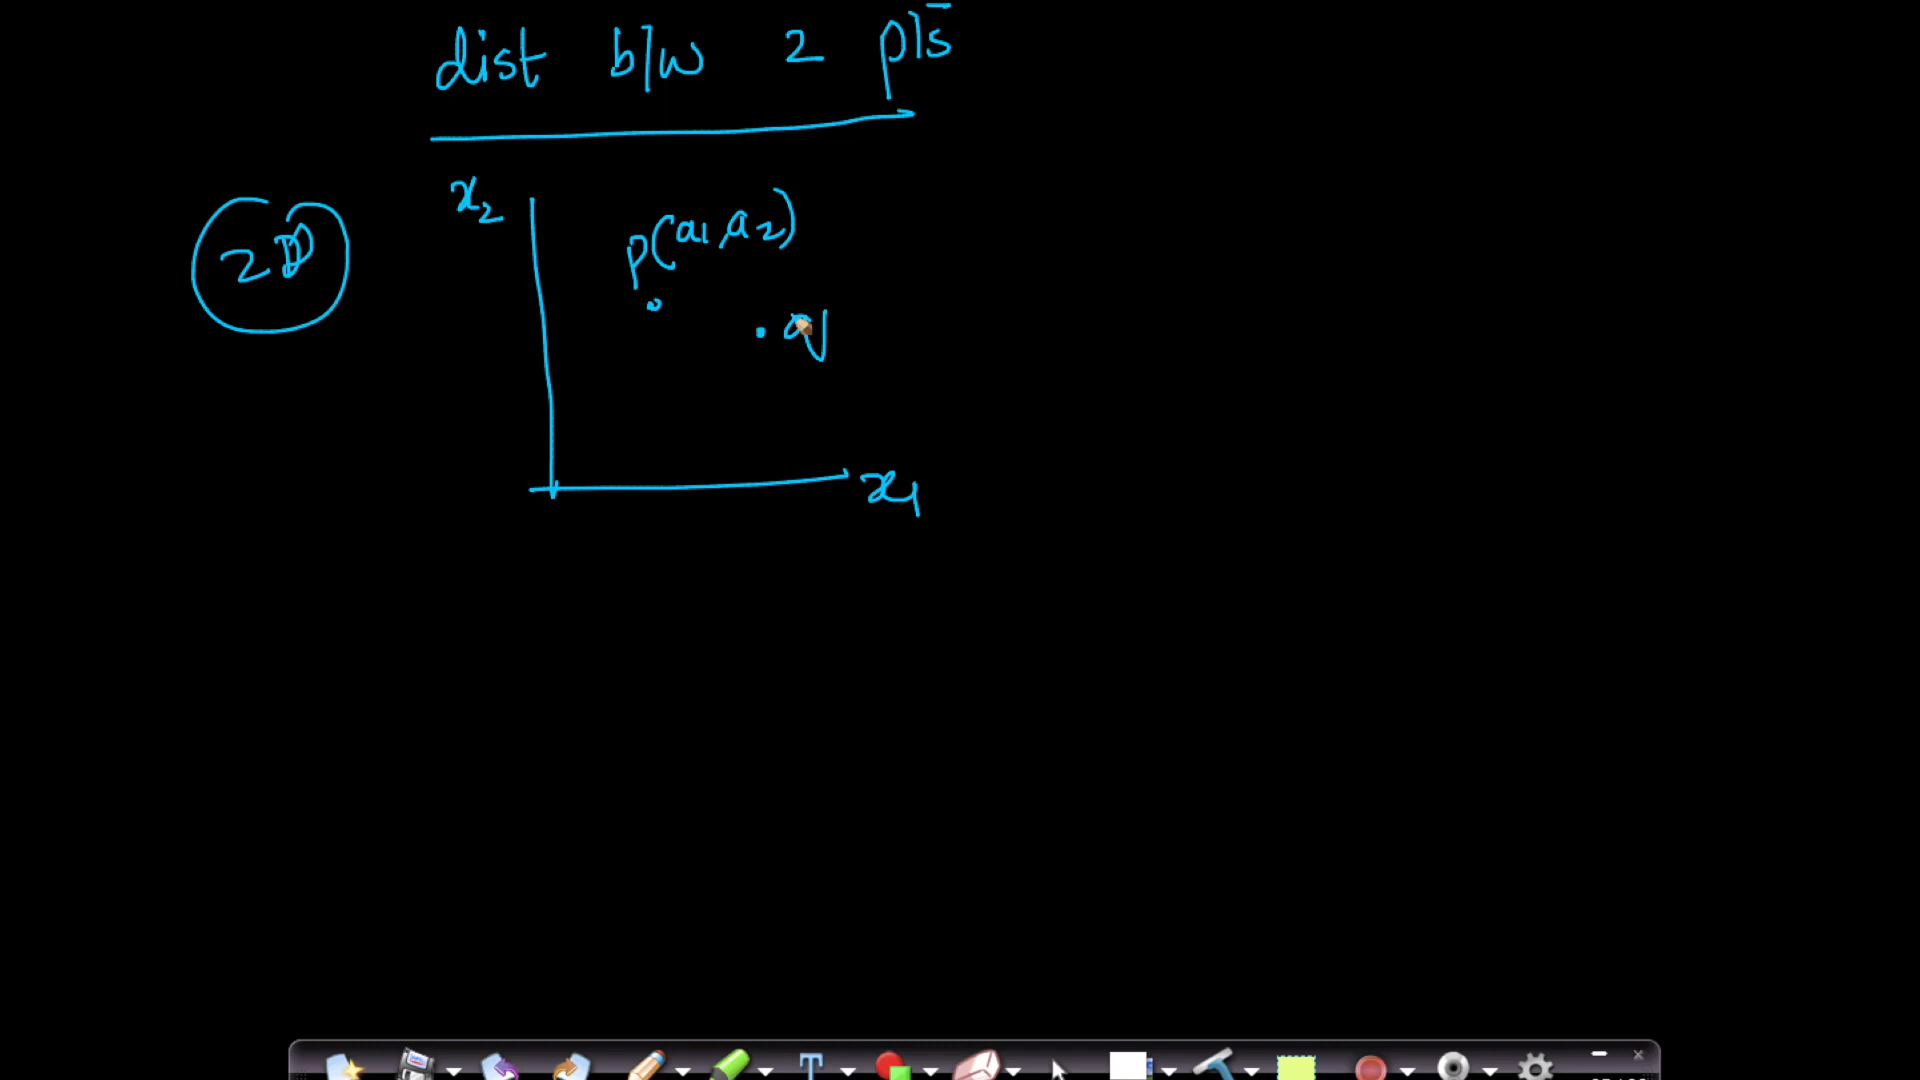 dist b/w 2 pts
x2
p(a1,a2)
2D
q
x1